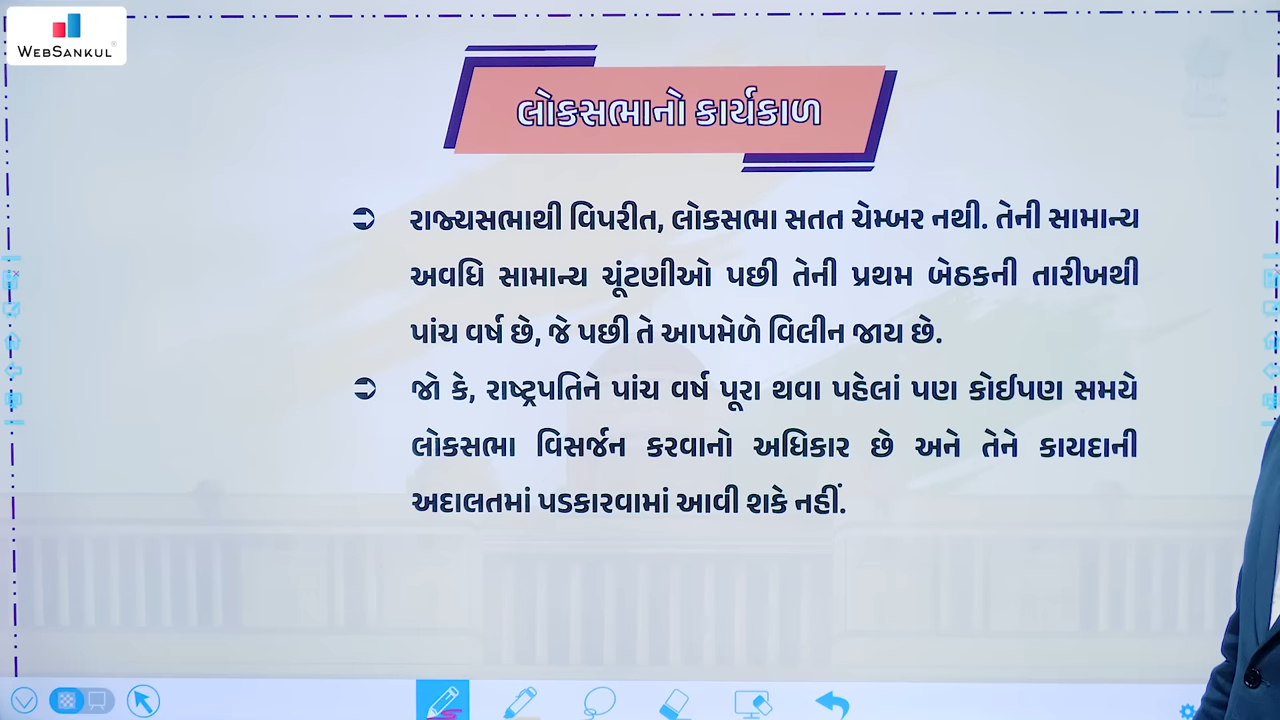 WEBSANKUL
લોકસભાનો કાર્યકાળ
રાજ્યસભાથી વિપરીત, લોકસભા સતત ચેમ્બર નથી. તેની સામાન્ય
અવધિ સામાન્ય ચૂંટણીઓ પછી તેની પ્રથમ બેઠકની તારીખથી
પાંચ વર્ષ છે, જે પછી તે આપમેળે વિલીન જાય છે.
જો કે, રાષ્ટ્રપતિને પાંચ વર્ષ પૂરા થવા પહેલાં પણ કોઈપણ સમયે
લોકસભા વિસર્જન કરવાનો અધિકાર છે અને તેને કાયદાની
અદાલતમાં પડકારવામાં આવી શકે નહીં.